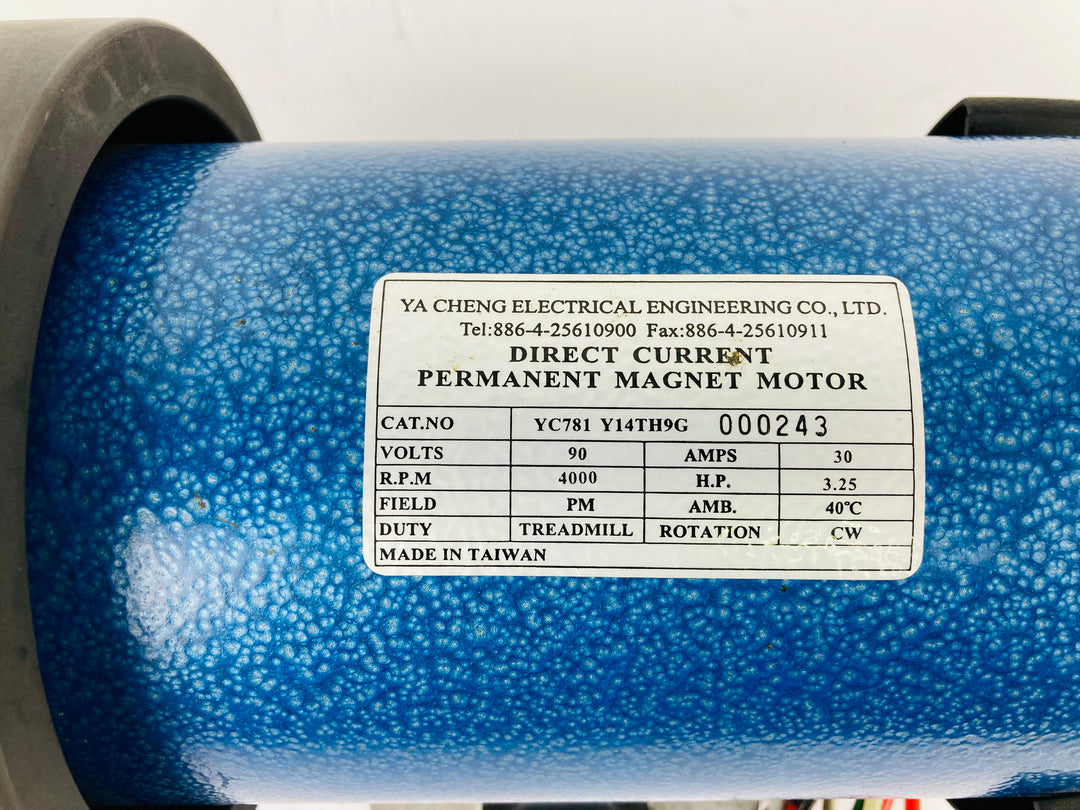 YA CHENG ELECTRICAL ENGINEERING CO., LTD.
Tel:886-4-25610900 Fax:886-4-25610911
DIRECT CURRENT
PERMANENT MAGNET MOTOR
CAT.NO YC781 Y14TH9G 000243
VOLTS 90 AMPS 30
R.P.M 4000 H.P. 3.25
FIELD PM AMB. 40℃
DUTY TREADMILL ROTATION CW
MADE IN TAIWAN